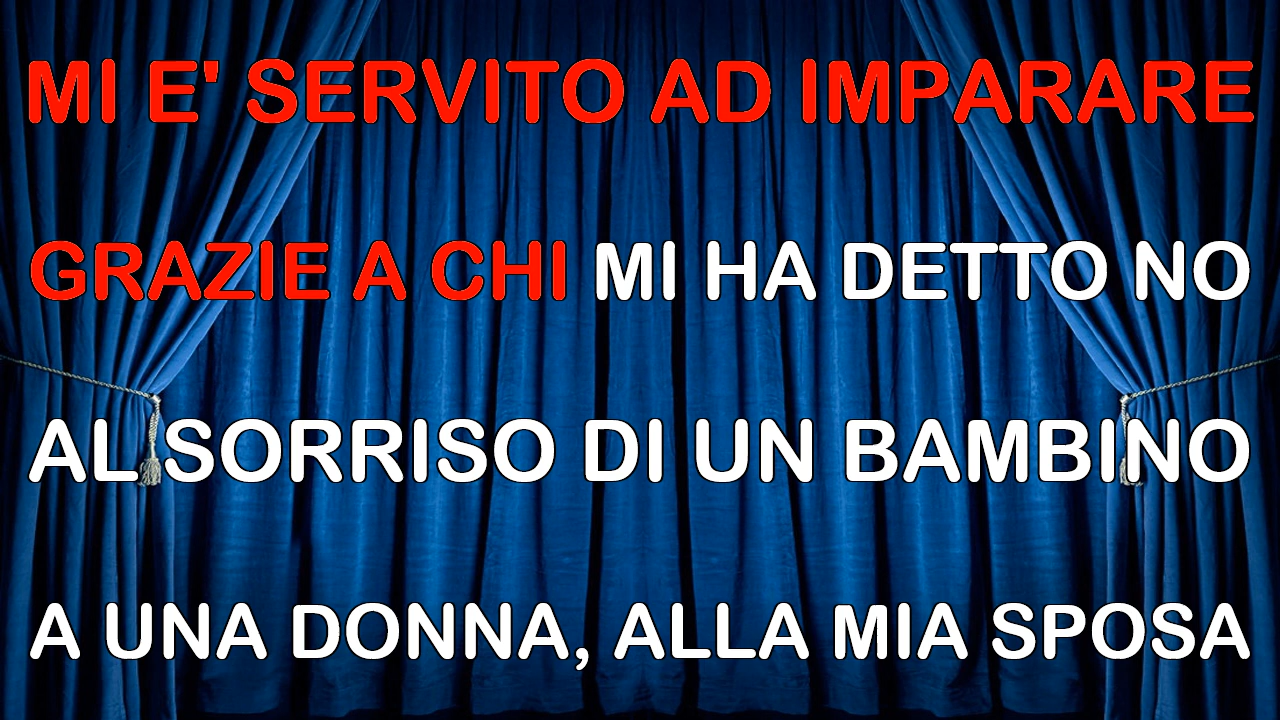 MI E' SERVITO AD IMPARARE
GRAZIE A CHI MI HA DETTO NO
AL SORRISO DI UN BAMBINO
A UNA DONNA, ALLA MIA SPOSA